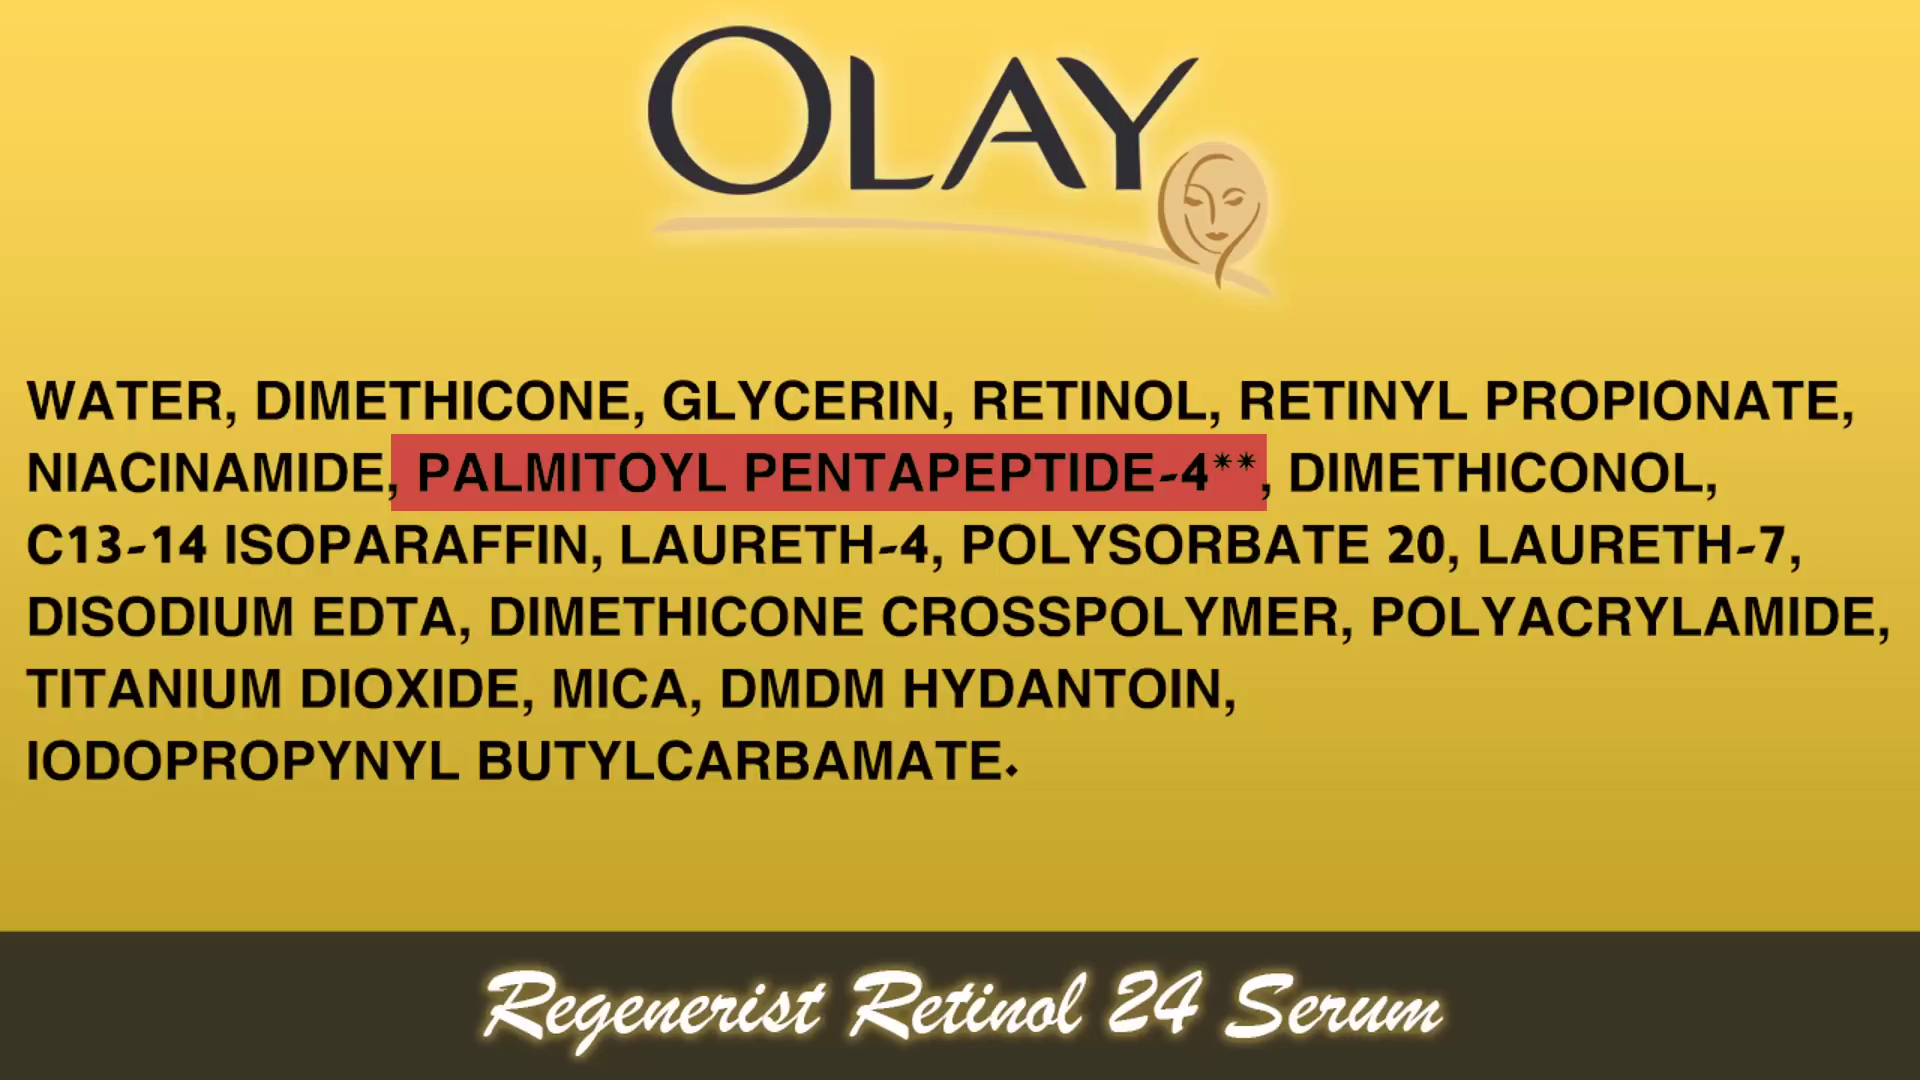 OLAY
WATER, DIMETHICONE, GLYCERIN, RETINOL, RETINYL PROPIONATE,
NIACINAMIDE, PALMITOYL PENTAPEPTIDE-4**, DIMETHICONOL,
C13-14 ISOPARAFFIN, LAURETH-4, POLYSORBATE 20, LAURETH-7,
DISODIUM EDTA, DIMETHICONE CROSSPOLYMER, POLYACRYLAMIDE,
TITANIUM DIOXIDE, MICA, DMDM HYDANTOIN,
IODOPROPYNYL BUTYLCARBAMATE.
Regenerist Retinol 24 Serum